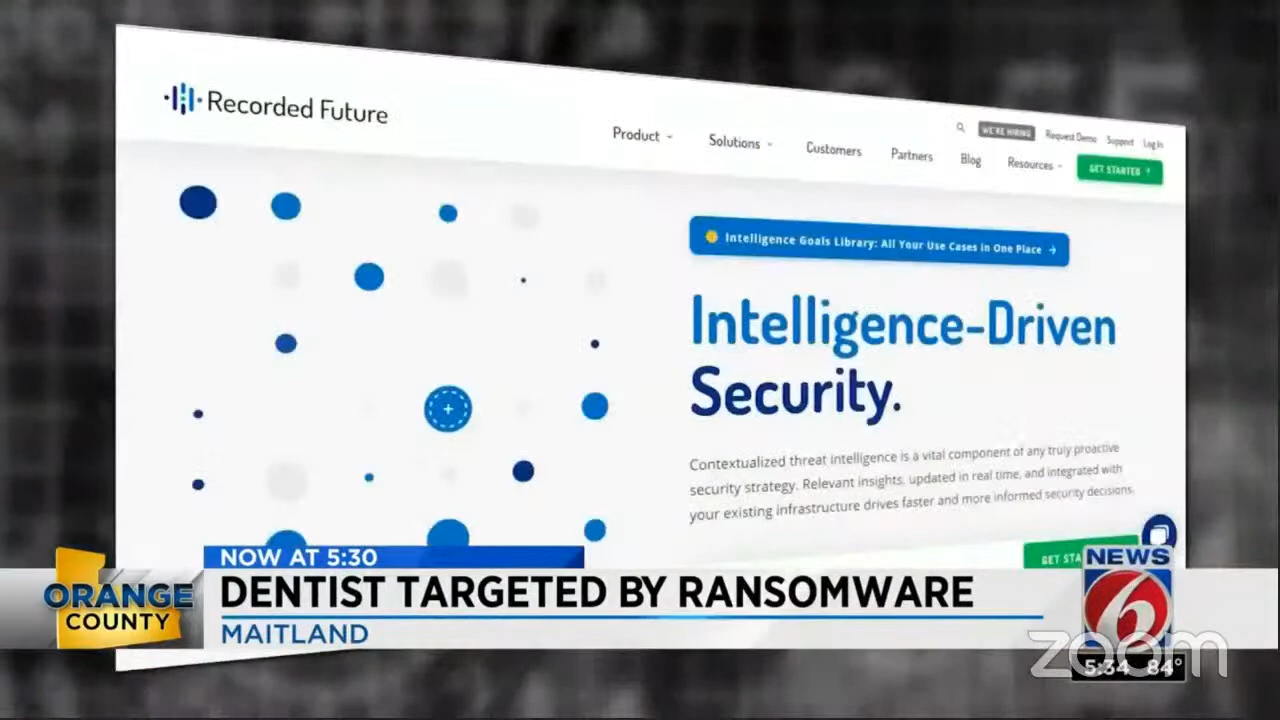 Recorded Future
WE'RE HIRING Request Demo Support Log In
Product Solutions Customers Partners Blog Resources GET STARTED
Intelligence Goals Library: All Your Use Cases in One Place →
Intelligence-Driven
Security.
Contextualized threat intelligence is a vital component of any truly proactive
security strategy. Relevant insights, updated in real time, and integrated with
your existing infrastructure drives faster and more informed security decisions.
GET STA
NOW AT 5:30
DENTIST TARGETED BY RANSOMWARE
MAITLAND
ORANGE
COUNTY
NEWS
6
zoom
5:34 84°